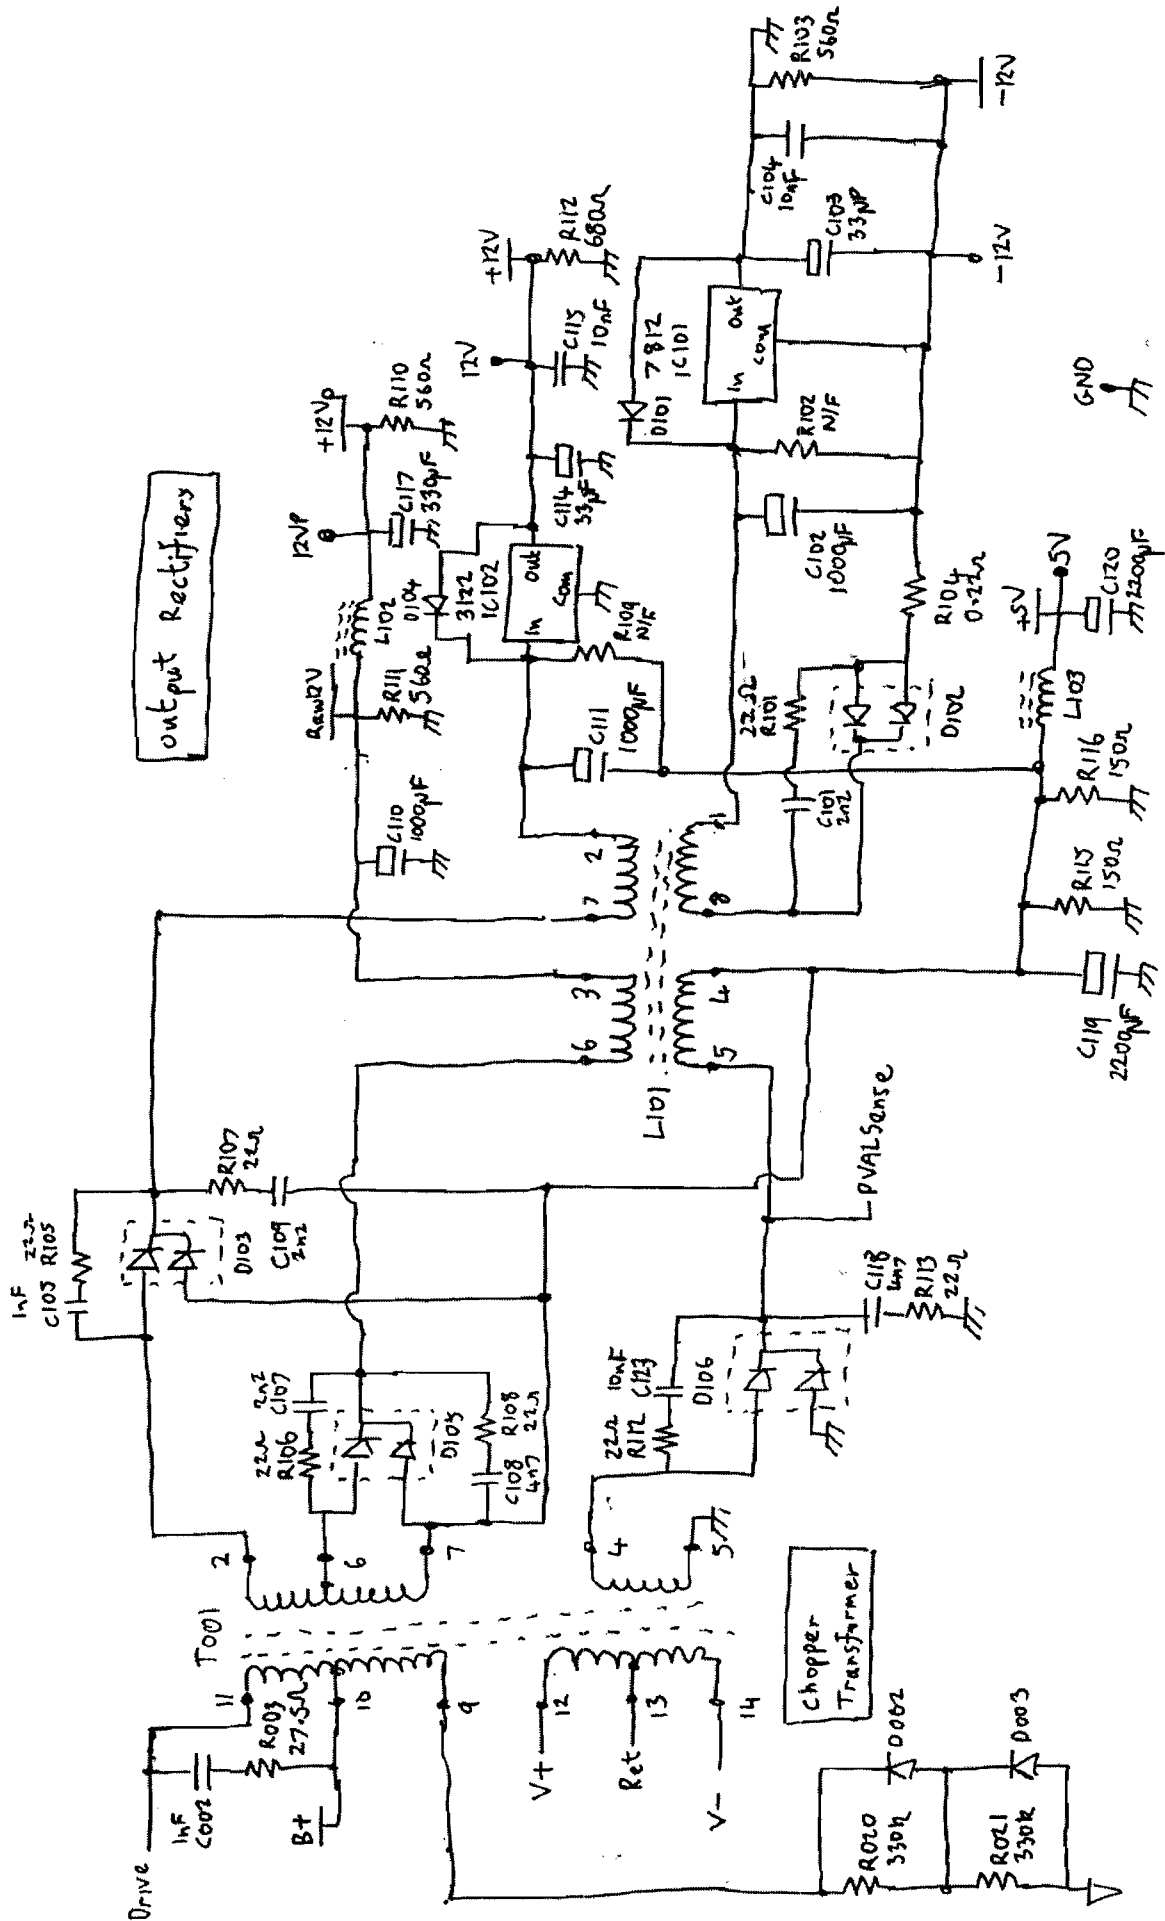 Output Rectifiers
Drive
1nF
C002
R003
27.5Ω
B+
11
10
9
T001
V+
Ret
V-
12
13
14
Chopper
Transformer
R020
330k
D002
R021
330k
D003
2
6
7
4
5
1nF
C105
22Ω
R105
D103
R107
22Ω
C109
2n2
22Ω
R106
2n2
C107
D105
C108
4n7
R108
22Ω
22Ω
R112
10nF
C123
D106
C118
R113
22Ω
PVALSense
L101
6
3
7
2
5
4
8
1
C110
1000µF
Raw12V
R111
560Ω
L102
12VP
C117
330µF
+12VP
R110
560Ω
C111
1000µF
R109
N/F
D104
3122
IC102
In
Out
Com
C114
33µF
12V
C115
10nF
+12V
R112
680Ω
C101
2n2
22Ω
R101
D102
R104
0.22Ω
C102
1000µF
R102
N/F
D101
7812
IC101
In
Out
Com
C103
33µF
C104
10nF
R103
560Ω
-12V
-12V
C119
2200µF
R115
150Ω
R116
150Ω
L103
+5V
5V
C120
2200µF
GND